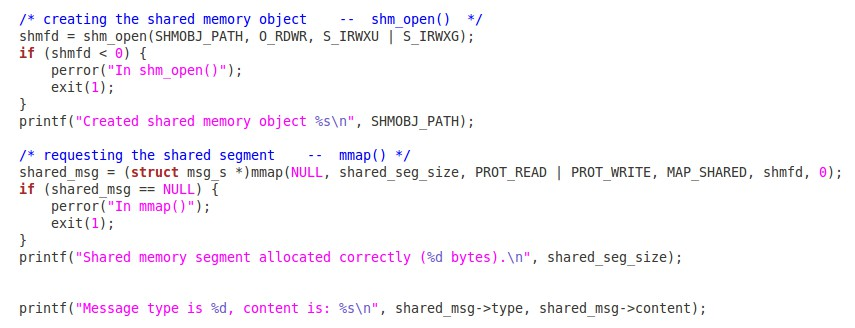 /* creating the shared memory object    --  shm_open()  */
shmfd = shm_open(SHMOBJ_PATH, O_RDWR, S_IRWXU | S_IRWXG);
if (shmfd < 0) {
    perror("In shm_open()");
    exit(1);
}
printf("Created shared memory object %s\n", SHMOBJ_PATH);

/* requesting the shared segment    --  mmap() */
shared_msg = (struct msg_s *)mmap(NULL, shared_seg_size, PROT_READ | PROT_WRITE, MAP_SHARED, shmfd, 0);
if (shared_msg == NULL) {
    perror("In mmap()");
    exit(1);
}
printf("Shared memory segment allocated correctly (%d bytes).\n", shared_seg_size);


printf("Message type is %d, content is: %s\n", shared_msg->type, shared_msg->content);